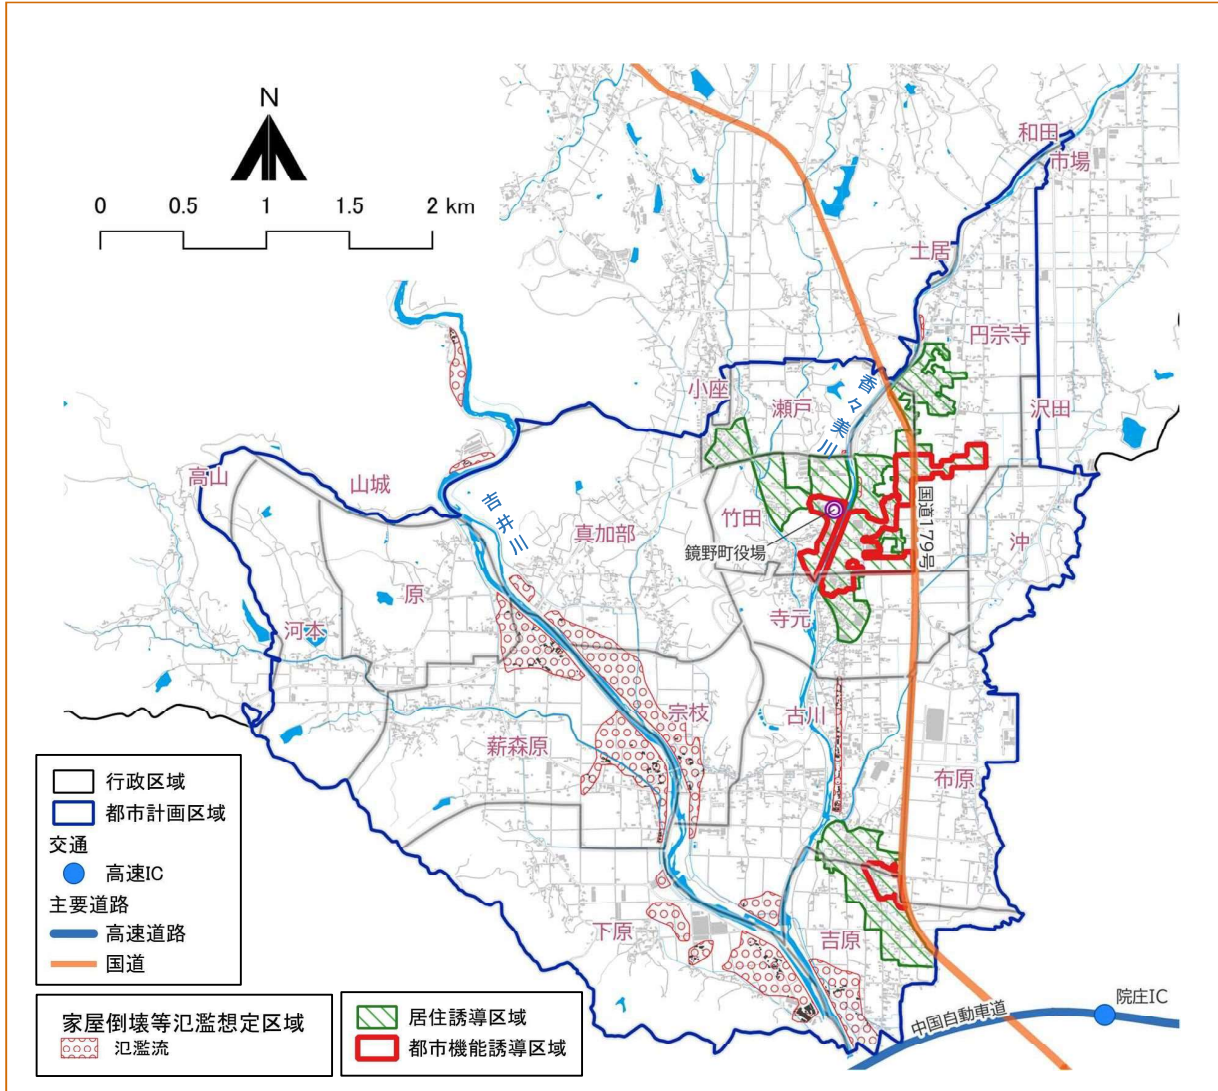 N
0 0.5 1 1.5 2 km
和田
市場
土居
円宗寺
香々美川
小座
瀬戸
沢田
高山
山城
吉井川
真加部
竹田
国道179号
沖
鏡野町役場
原
河本
寺元
宗枝
古川
薪森原
布原
下原
吉原
院庄IC
中国自動車道
行政区域
都市計画区域
交通
高速IC
主要道路
高速道路
国道
家屋倒壊等氾濫想定区域
氾濫流
居住誘導区域
都市機能誘導区域